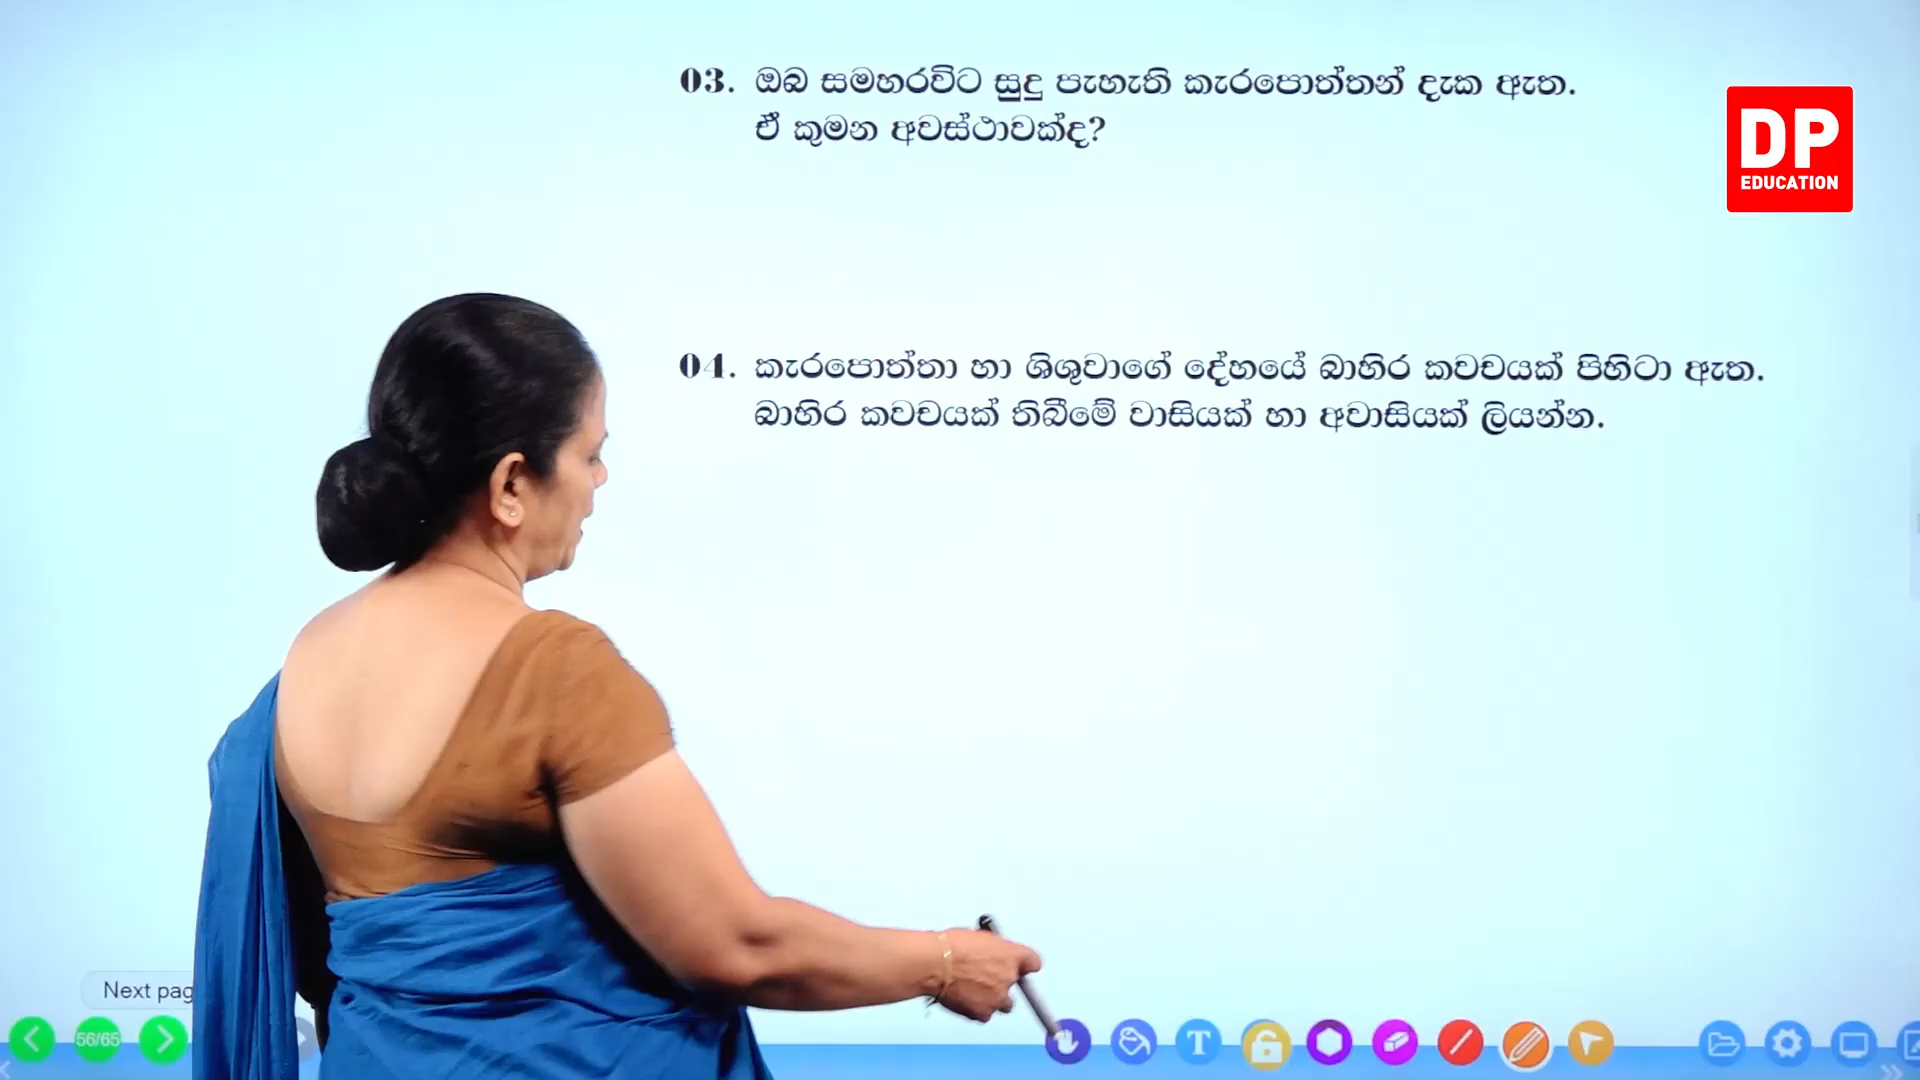 03. ඔබ සමහරවිට සුදු පැහැති කැරපොත්තන් දැක ඇත.
ඒ කුමන අවස්ථාවක්ද?
DP
EDUCATION
04. කැරපොත්තා හා ශිශුවාගේ දේහයේ බාහිර කවචයක් පිහිටා ඇත.
බාහිර කවචයක් තිබීමේ වාසියක් හා අවාසියක් ලියන්න.
Next pag
56/65
T